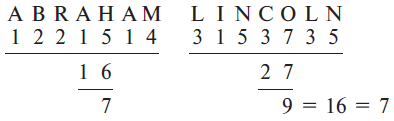 A B R A H A M L I N C O L N
1 2 2 1 5 1 4 3 1 5 3 7 3 5
1 6 2 7
7 9 = 16 = 7